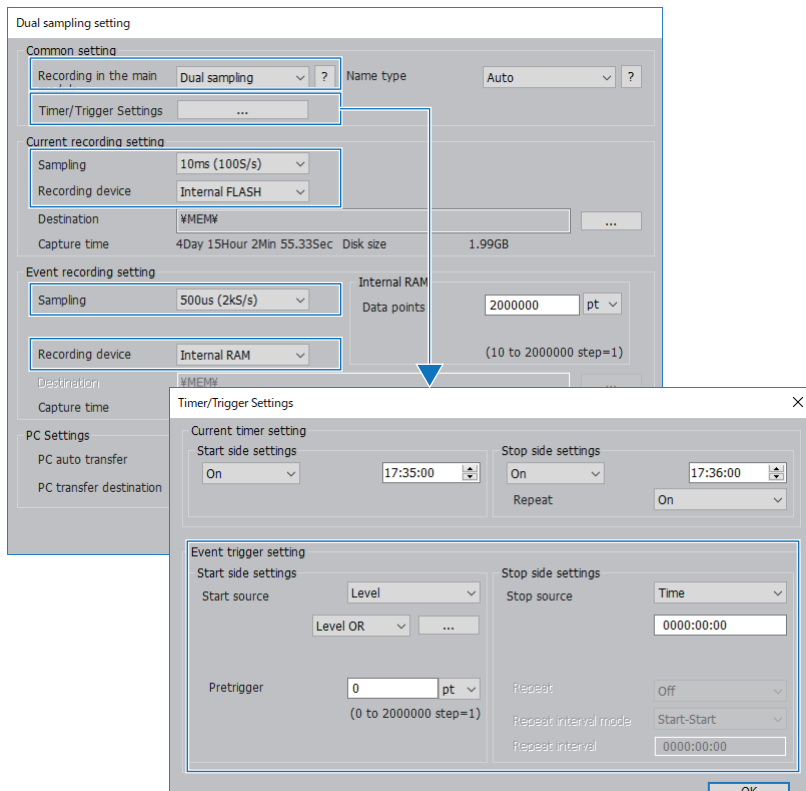 Dual sampling setting
Common setting
Recording in the main Dual sampling ? Name type Auto ?
Timer/Trigger Settings ...
Current recording setting
Sampling 10ms (100S/s)
Recording device Internal FLASH
Destination ¥MEM¥ ...
Capture time 4Day 15Hour 2Min 55.33Sec Disk size 1.99GB
Event recording setting
Internal RAM
Sampling 500us (2kS/s)
Data points 2000000 pt
Recording device Internal RAM (10 to 2000000 step=1)
Destination ¥MEM¥ ...
Capture time
PC Settings
PC auto transfer
PC transfer destination
Timer/Trigger Settings
Current timer setting
Start side settings Stop side settings
On 17:35:00 On 17:36:00
Repeat On
Event trigger setting
Start side settings Stop side settings
Start source Level Stop source Time
Level OR ... 0000:00:00
Pretrigger 0 pt Repeat Off
(0 to 2000000 step=1)
Repeat interval mode Start-Start
Repeat interval 0000:00:00
OK